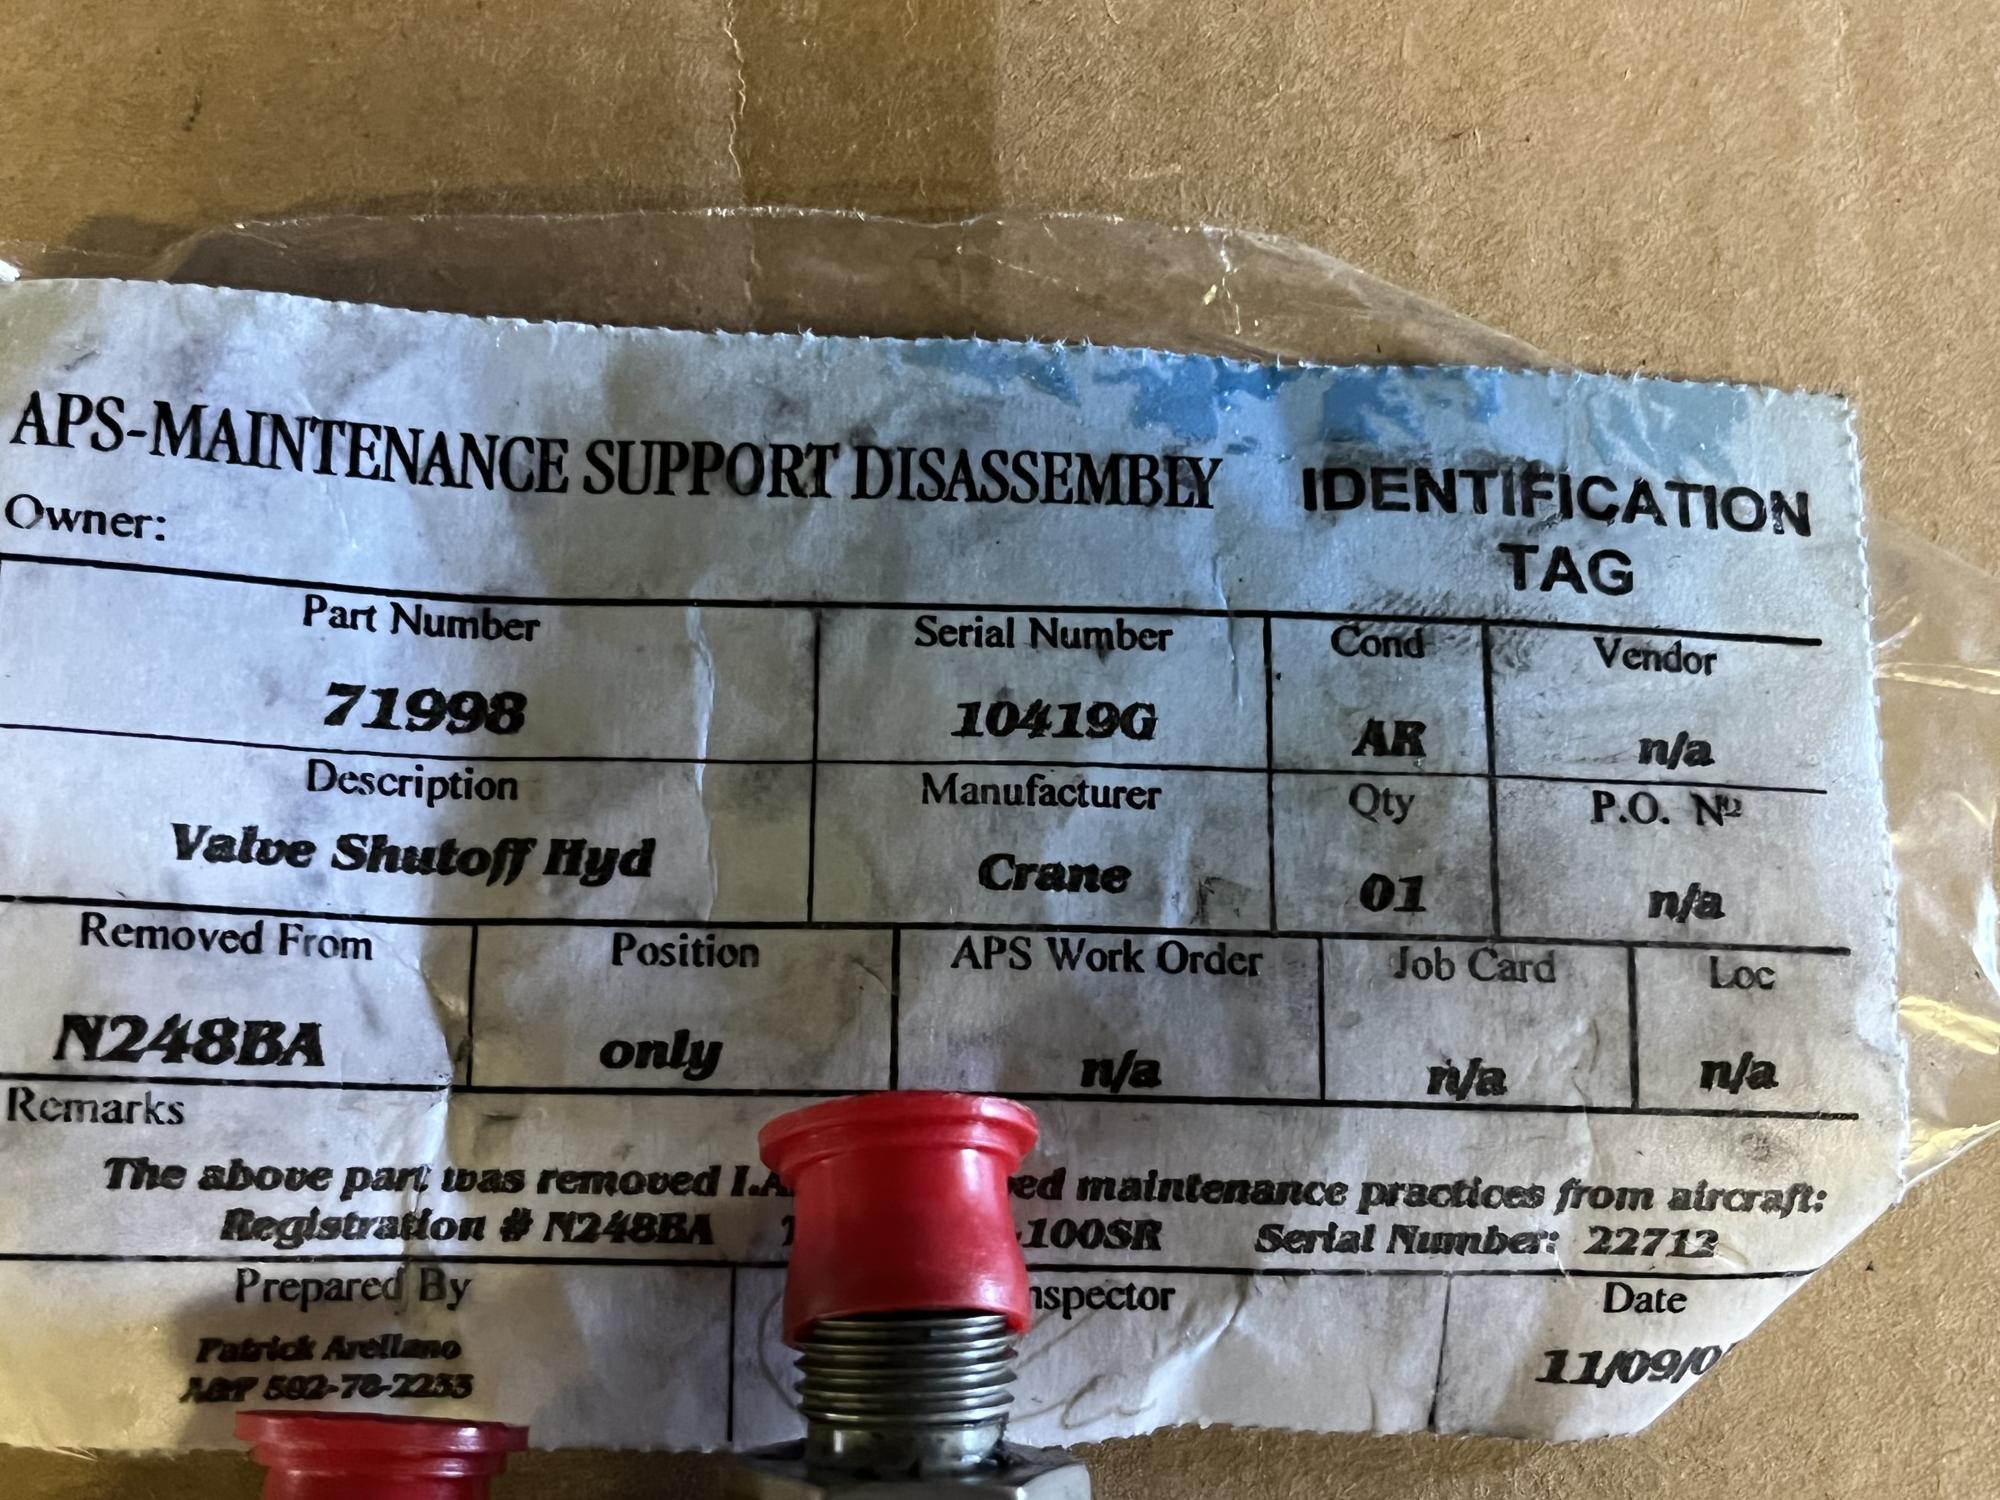 APS-MAINTENANCE SUPPORT DISASSEMBLY IDENTIFICATION TAG
Owner:
Part Number Serial Number Cond Vendor
71998 10419G AR n/a
Description Manufacturer Qty P.O. Nº
Valve Shutoff Hyd Crane 01 n/a
Removed From Position APS Work Order Job Card Loc
N248BA only n/a n/a n/a
Remarks
The above part was removed maintenance practices from aircraft:
Registration # N248BA 100SR Serial Number: 22712
Prepared By Date
Patrick Arellano
A&P